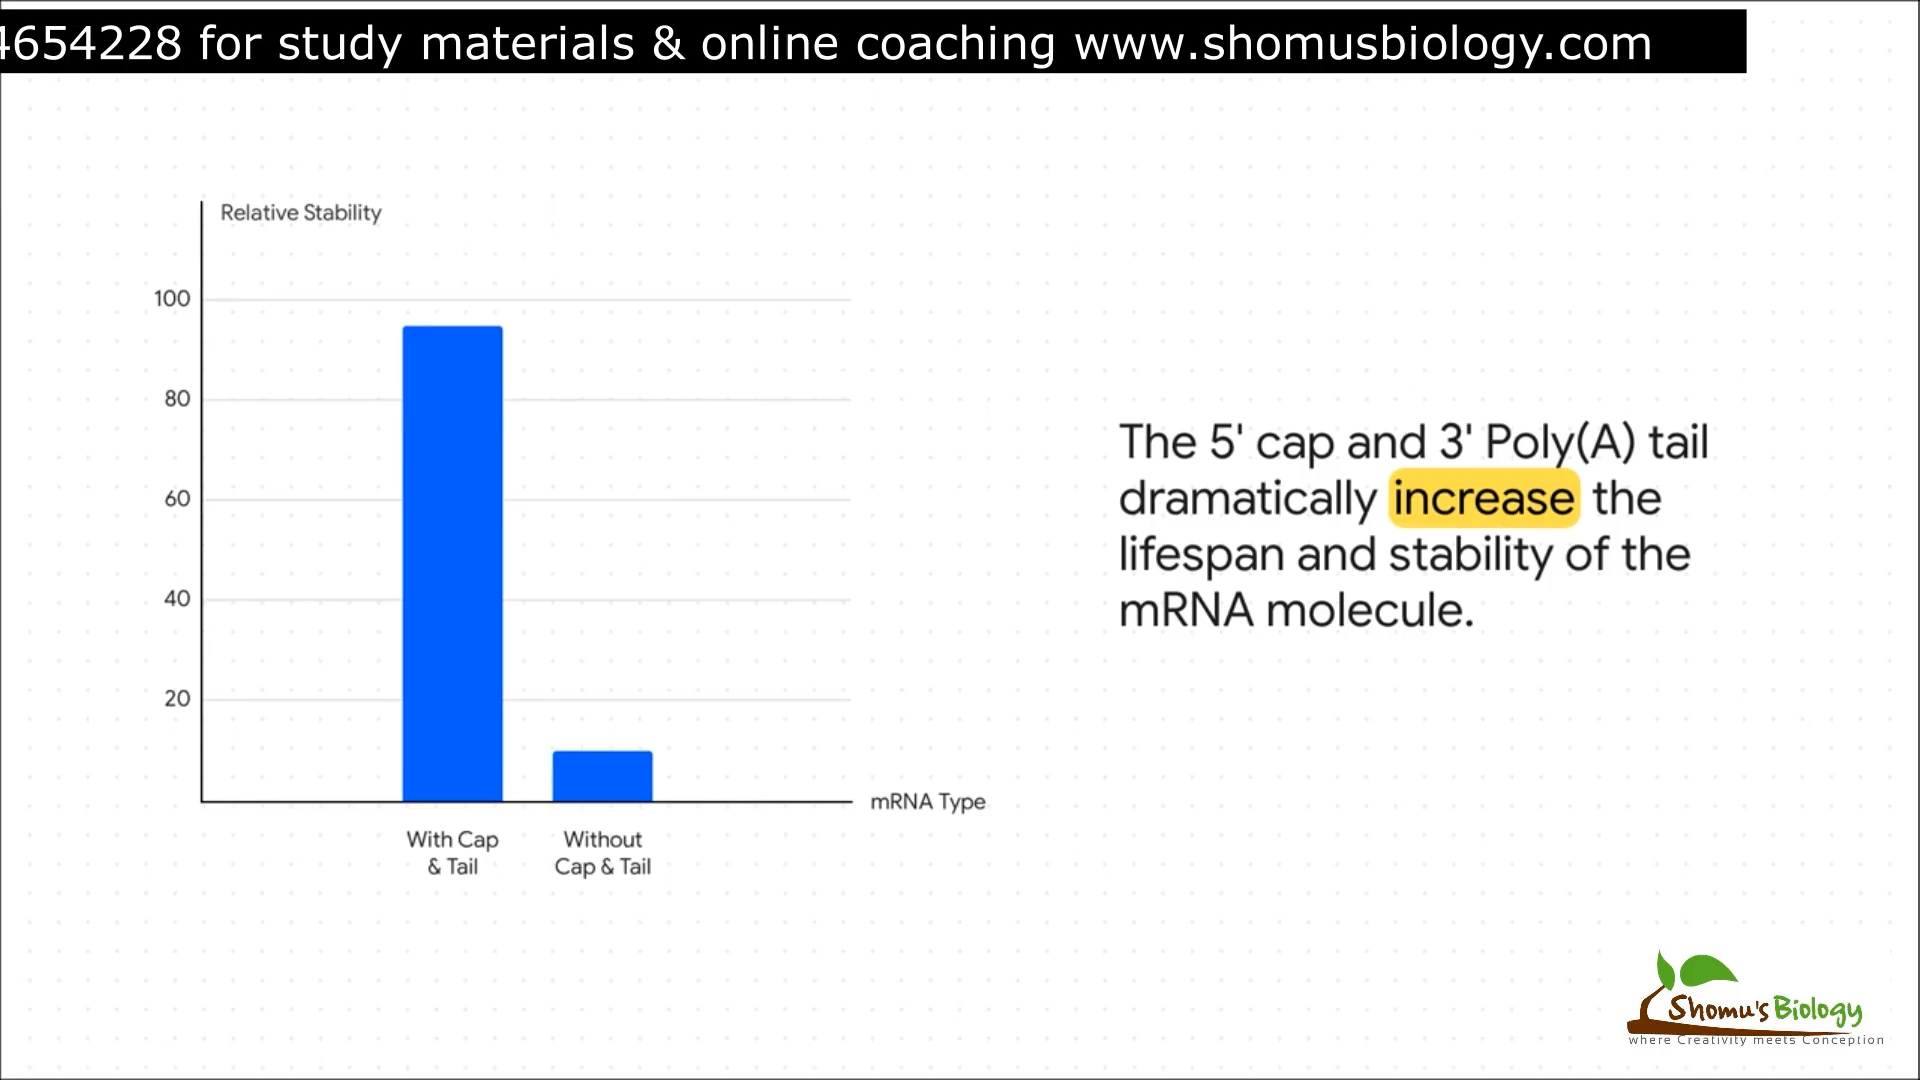 4654228 for study materials & online coaching www.shomusbiology.com
Relative Stability
100
80
60
40
20
mRNA Type
With Cap
& Tail
Without
Cap & Tail
The 5' cap and 3' Poly(A) tail
dramatically increase the
lifespan and stability of the
mRNA molecule.
Shomu's Biology
where Creativity meets Conception